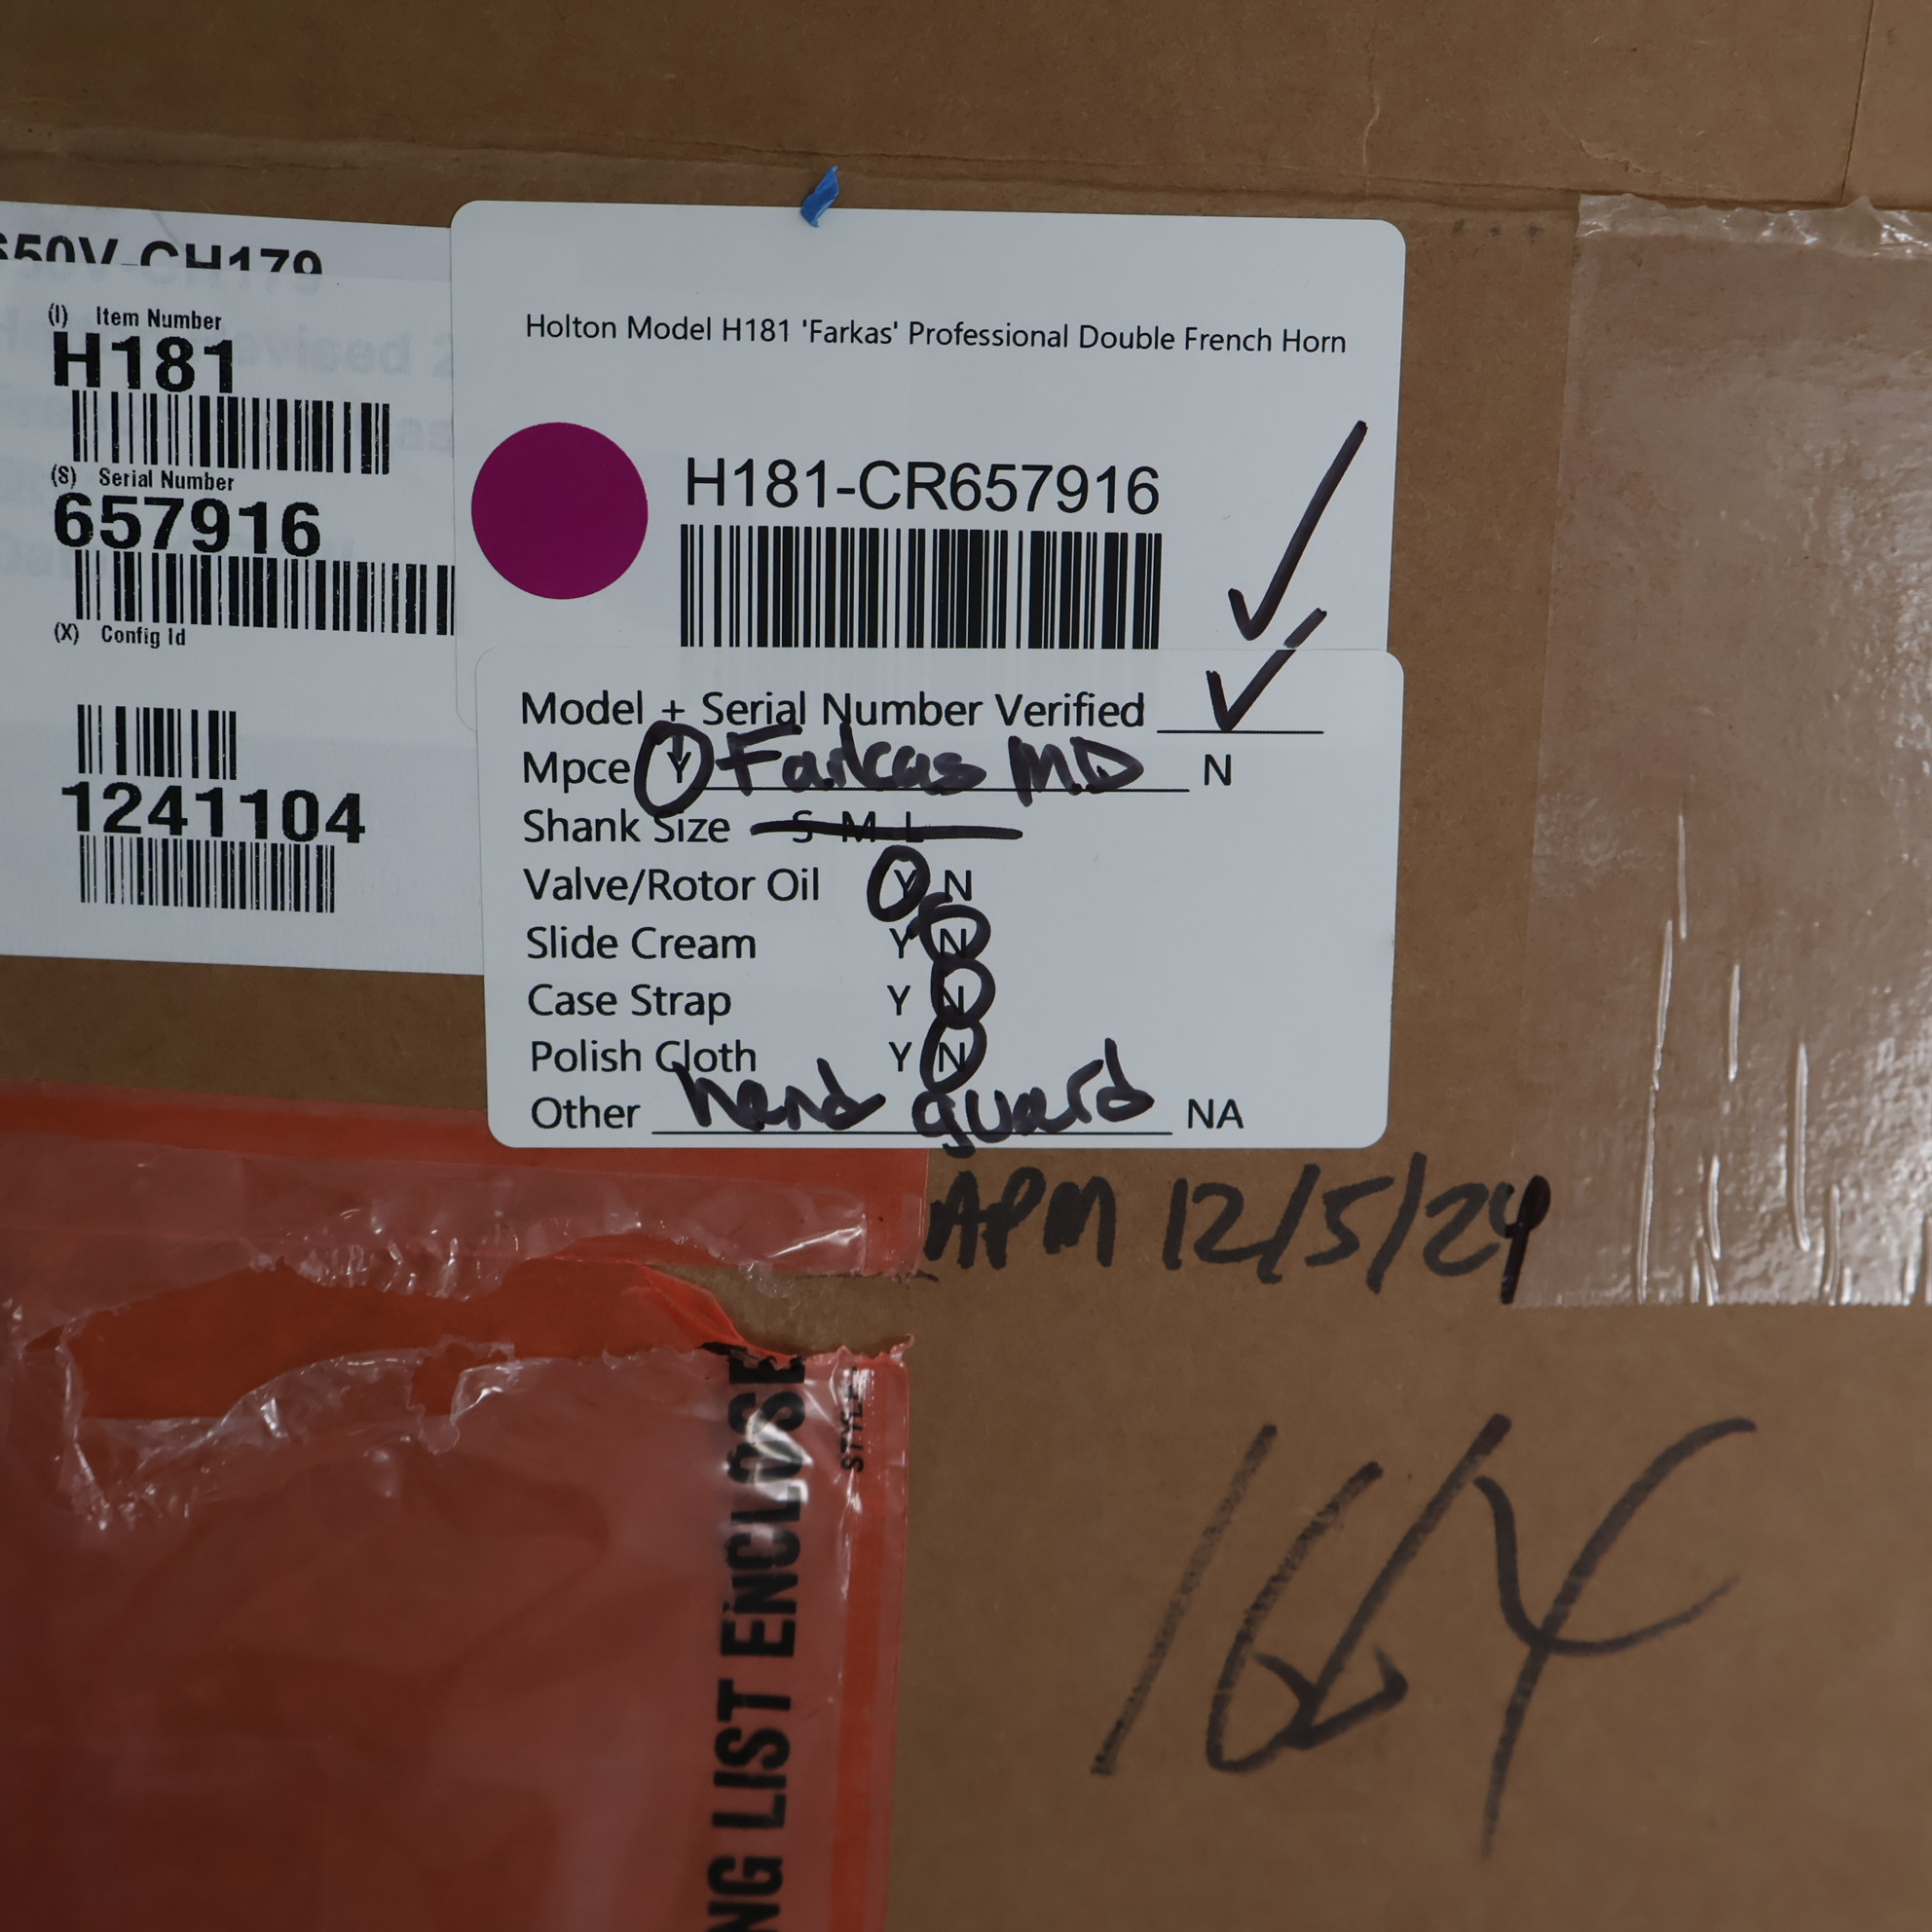 H181
(I) Item Number
H181
(S) Serial Number
657916
(X) Config Id
1241104
Holton Model H181 'Farkas' Professional Double French Horn
H181-CR657916
Model + Serial Number Verified
Mpce Y Farkas MD N
Shank Size S M L
Valve/Rotor Oil Y N
Slide Cream Y N
Case Strap Y N
Polish Cloth Y N
Other hand guard NA
APM 12/5/24
164
NG LIST ENCLOSE
STYLE